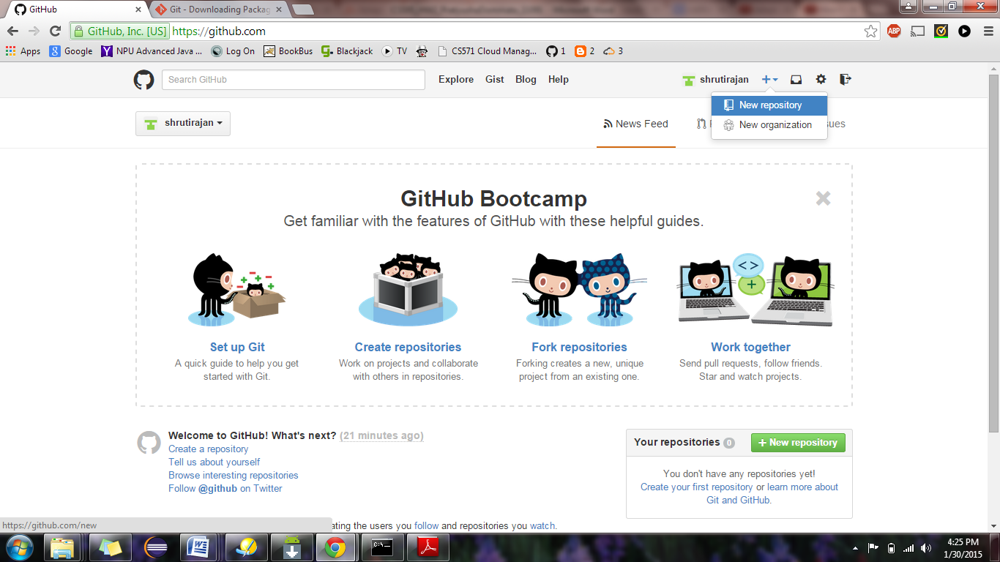 GitHub
Git - Downloading Packag
GitHub, Inc. [US] https://github.com
ABP
Apps Google NPU Advanced Java ... Log On BookBus Blackjack TV CS571 Cloud Manag... 1 2 3
Search GitHub
Explore Gist Blog Help
shrutirajan
New repository
New organization
shrutirajan
News Feed
sues
GitHub Bootcamp
Get familiar with the features of GitHub with these helpful guides.
Set up Git
A quick guide to help you get
started with Git.
Create repositories
Work on projects and collaborate
with others in repositories.
Fork repositories
Forking creates a new, unique
project from an existing one.
Work together
Send pull requests, follow friends.
Star and watch projects.
Welcome to GitHub! What's next? (21 minutes ago)
Create a repository
Tell us about yourself
Browse interesting repositories
Follow @github on Twitter
Your repositories 0
+ New repository
You don't have any repositories yet!
Create your first repository or learn more about
Git and GitHub.
https://github.com/new
ating the users you follow and repositories you watch.
4:25 PM
1/30/2015